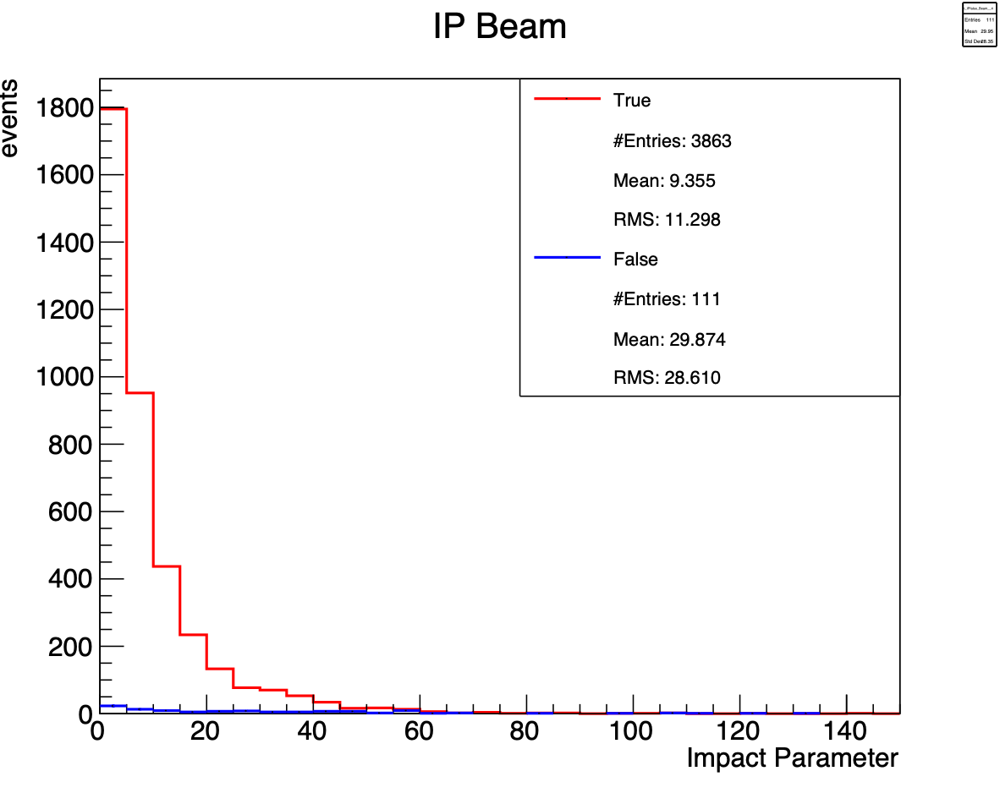 IP Beam
Entries 111
Mean 29.95
events
True
#Entries: 3863
Mean: 9.355
RMS: 11.298
False
#Entries: 111
Mean: 29.874
RMS: 28.610
1800
1600
1400
1200
1000
800
600
400
200
0
0 20 40 60 80 100 120 140
Impact Parameter